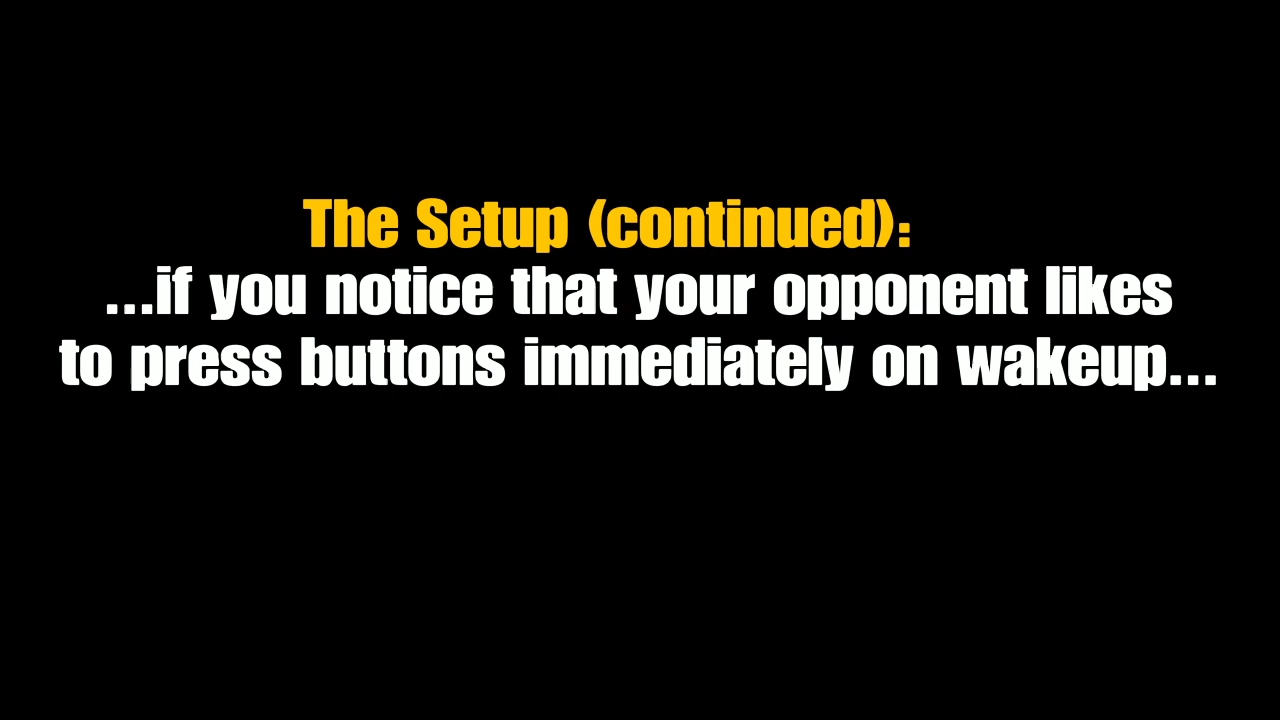 The Setup (continued):
...if you notice that your opponent likes
to press buttons immediately on wakeup...